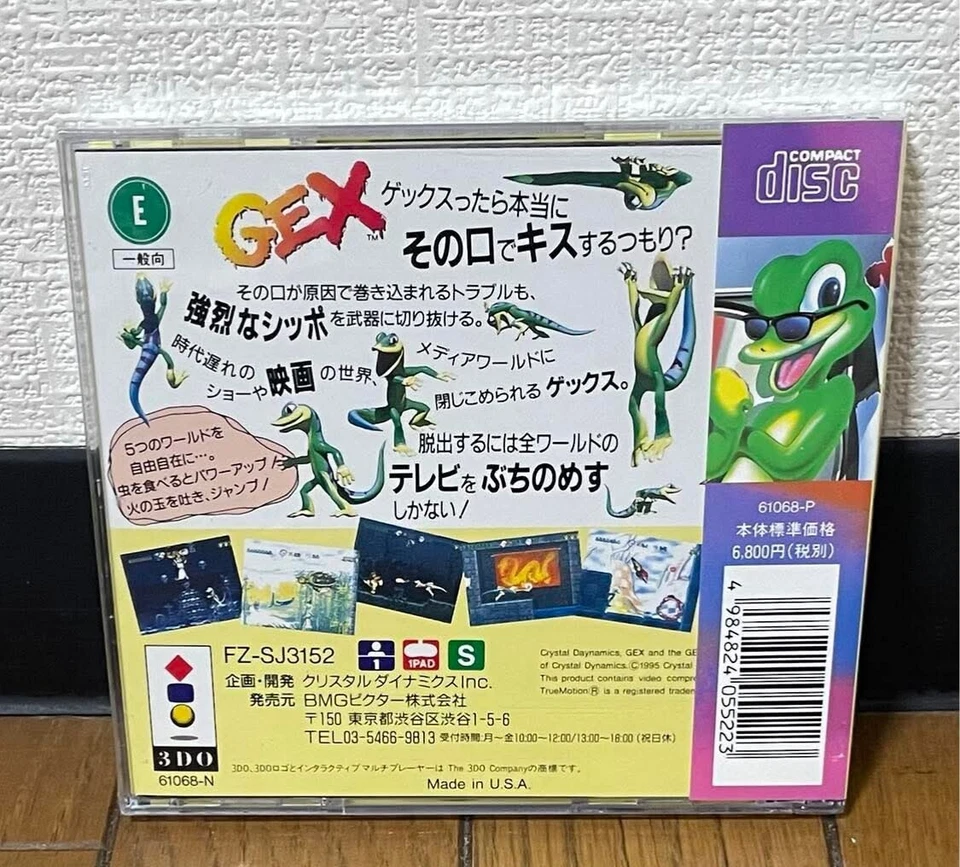 COMPACT
disc
E
一般向
GEX™
ゲックスったら本当に
その口でキスするつもり?
その口が原因で巻き込まれるトラブルも、
強烈なシッポを武器に切り抜ける。
時代遅れの
ショーや映画の世界、
メディアワールドに
閉じこめられるゲックス。
5つのワールドを
自由自在に…。
虫を食べるとパワーアップ!
火の玉を吐き、ジャンプ!
脱出するには全ワールドの
テレビをぶちのめす
しかない!
61068-P
本体標準価格
6,800円(税別)
4 984824 055223
FZ-SJ3152
1
1PAD
S
企画・開発 クリスタルダイナミクスInc.
発売元 BMGビクター株式会社
〒150 東京都渋谷区渋谷1-5-6
TEL03-5466-9813 受付時間:月～金10:00~12:00/13:00~18:00 (祝日休)
Crystal Daynamics, GEX and the GE
of Crystal Dynamics.©1995 Crystal
This product contains video compre
TrueMotion® is a registered tradem
3DO
61068-N
3DO、3DOロゴとインタラクティブマルチプレーヤーは The 3DO Companyの商標です。
Made in U.S.A.